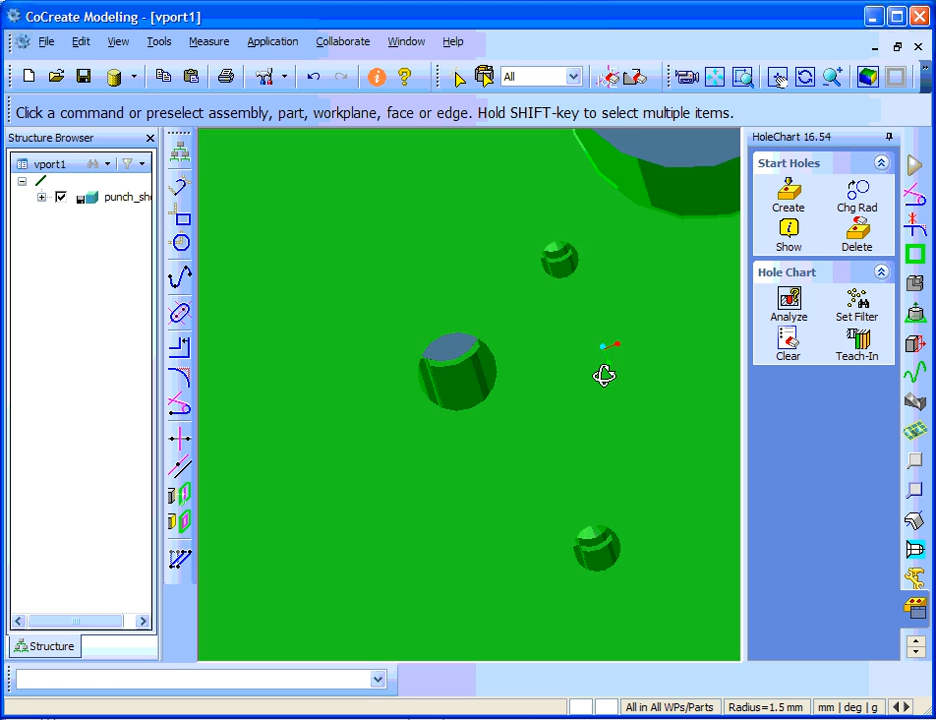 CoCreate Modeling - [vport1]
File Edit View Tools Measure Application Collaborate Window Help
All
Click a command or preselect assembly, part, workplane, face or edge. Hold SHIFT-key to select multiple items.
Structure Browser
vport1
punch_sh
Structure
HoleChart 16.54
Start Holes
Create Chg Rad
Show Delete
Hole Chart
Analyze Set Filter
Clear Teach-In
All in All WPs/Parts Radius=1.5 mm mm | deg | g